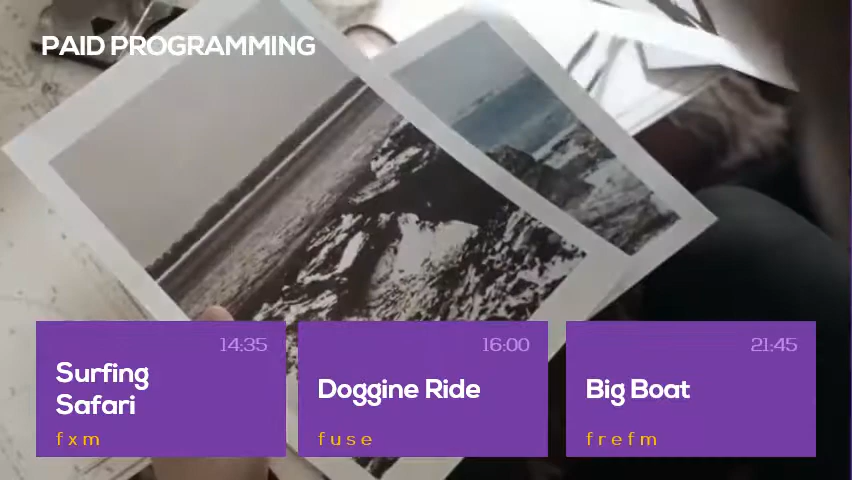 PAID PROGRAMMING
14:35
Surfing
Safari
fxm
16:00
Doggine Ride
fuse
21:45
Big Boat
frefm